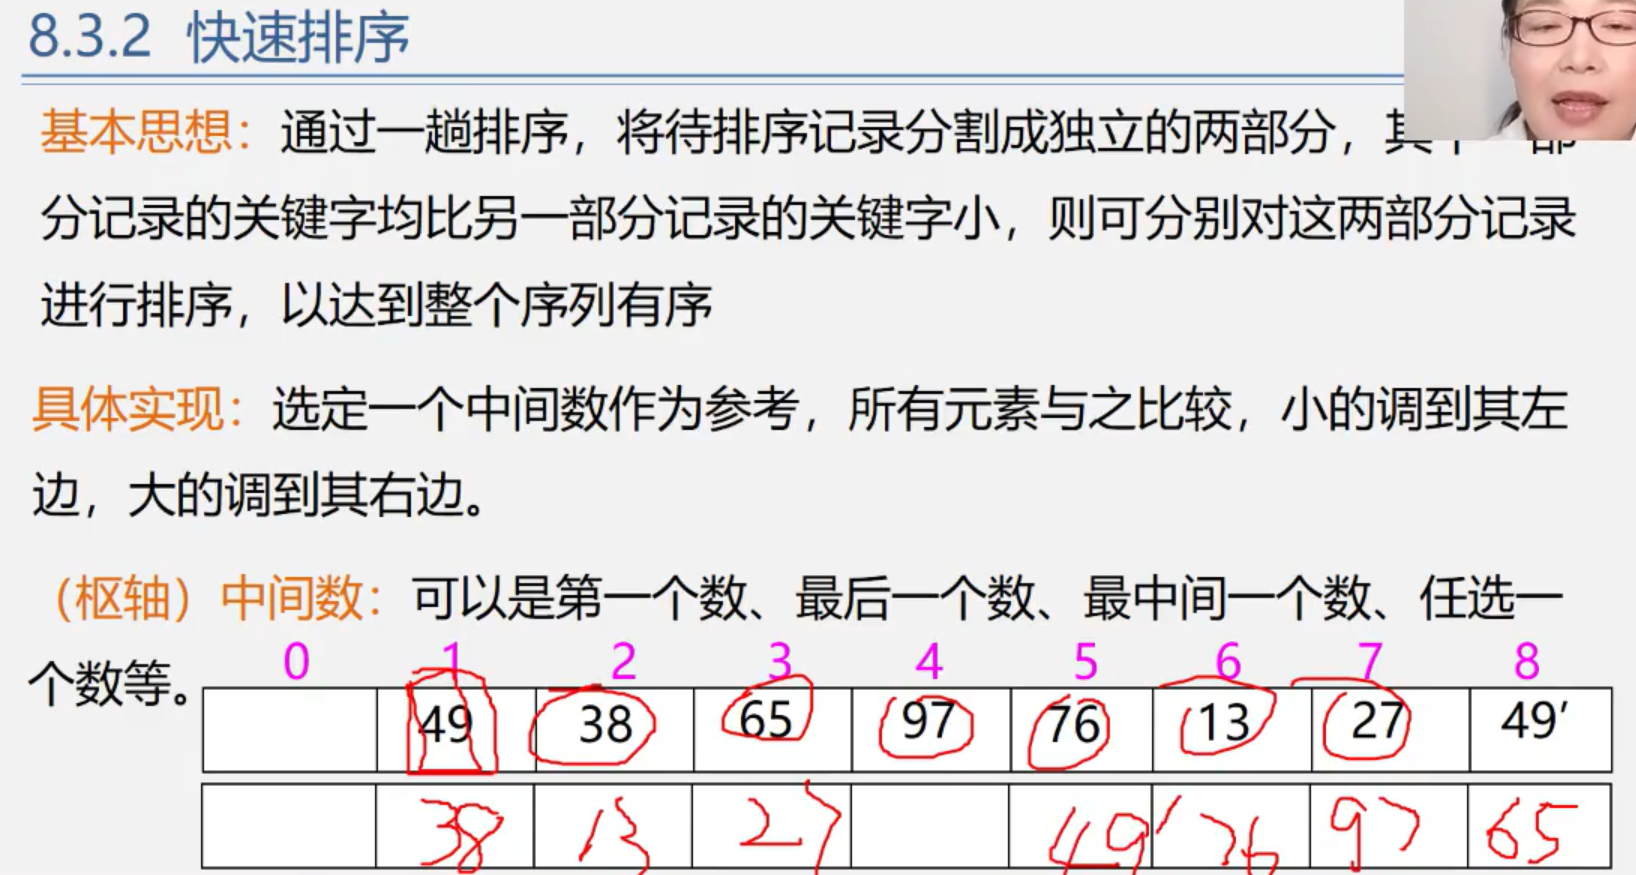 8.3.2 快速排序
基本思想：通过一趟排序，将待排序记录分割成独立的两部分，
分记录的关键字均比另一部分记录的关键字小，则可分别对这两部分记录
进行排序，以达到整个序列有序
具体实现：选定一个中间数作为参考，所有元素与之比较，小的调到其左
边，大的调到其右边。
（枢轴）中间数：可以是第一个数、最后一个数、最中间一个数、任选一
个数等。 0 1 2 3 4 5 6 7 8
49 38 65 97 76 13 27 49′
38 13 27 49′ 76 97 65